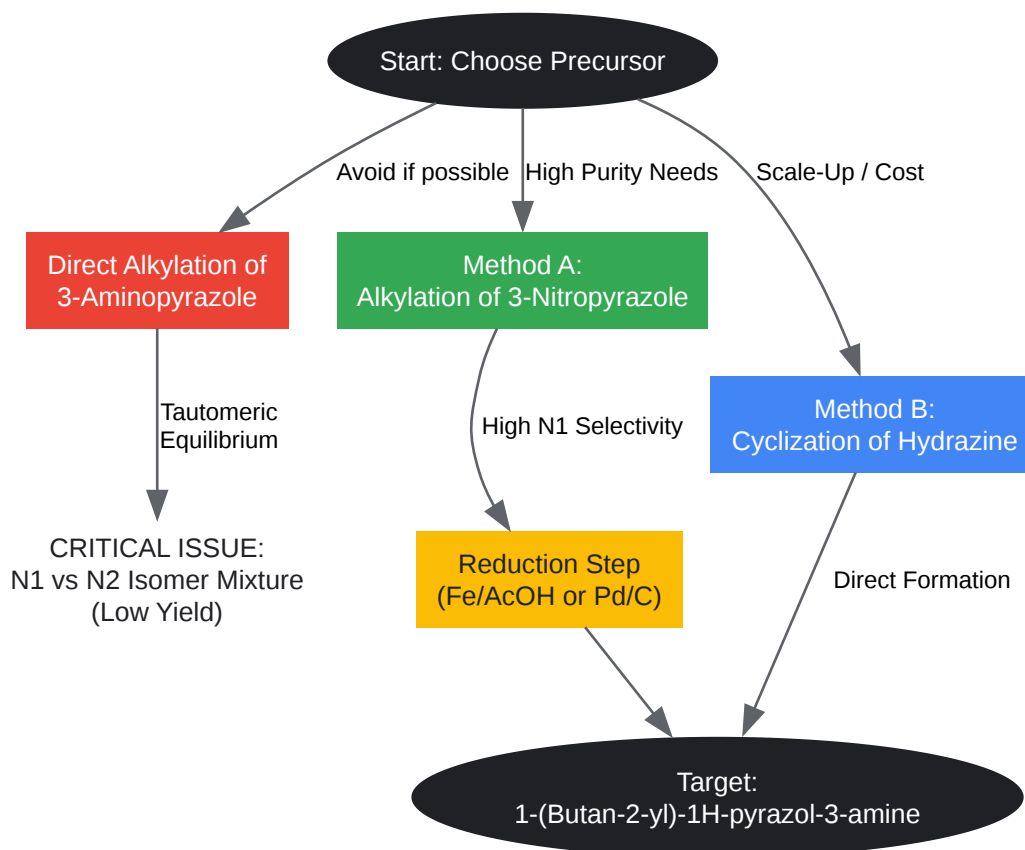 Start: Choose Precursor
Avoid if possible
High Purity Needs
Scale-Up / Cost
Direct Alkylation of
3-Aminopyrazole
Method A:
Alkylation of 3-Nitropyrazole
Method B:
Cyclization of Hydrazine
Tautomeric
Equilibrium
High N1 Selectivity
CRITICAL ISSUE:
N1 vs N2 Isomer Mixture
(Low Yield)
Reduction Step
(Fe/AcOH or Pd/C)
Direct Formation
Target:
1-(Butan-2-yl)-1H-pyrazol-3-amine